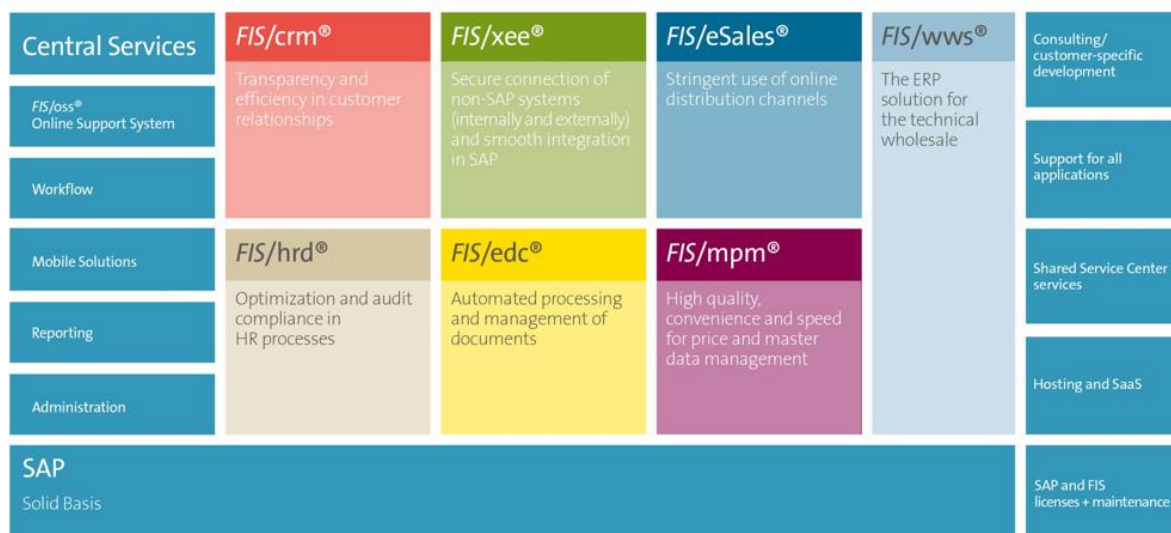 Central Services
FIS/oss®
Online Support System
Workflow
Mobile Solutions
Reporting
Administration
FIS/crm®
Transparency and
efficiency in customer
relationships
FIS/xee®
Secure connection of
non-SAP systems
(internally and externally)
and smooth integration
in SAP
FIS/eSales®
Stringent use of online
distribution channels
FIS/wws®
The ERP
solution for
the technical
wholesale
FIS/hrd®
Optimization and audit
compliance in
HR processes
FIS/edc®
Automated processing
and management of
documents
FIS/mpm®
High quality,
convenience and speed
for price and master
data management
Consulting/
customer-specific
development
Support for all
applications
Shared Service Center
services
Hosting and SaaS
SAP
Solid Basis
SAP and FIS
licenses + maintenance